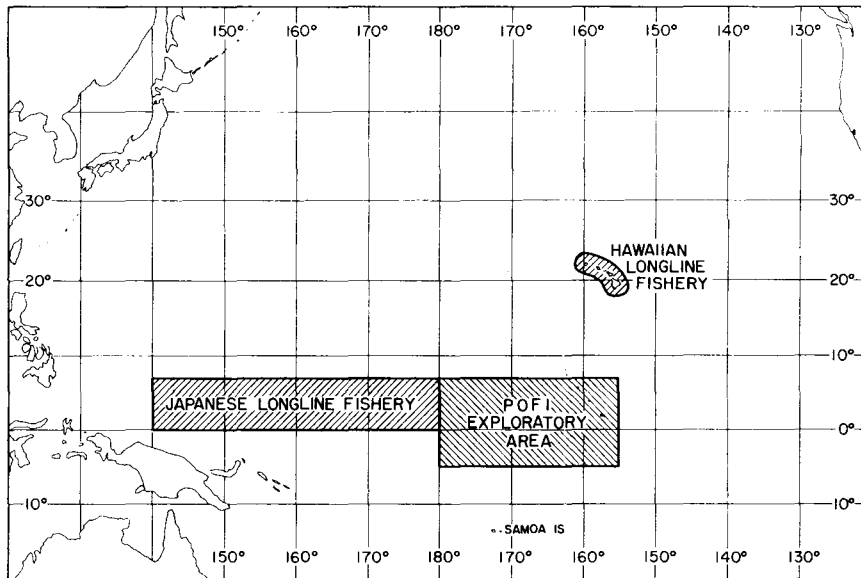 150° 160° 170° 180° 170° 160° 150° 140° 130°
30° 30°
HAWAIIAN
LONGLINE
FISHERY
20° 20°
10° 10°
JAPANESE LONGLINE FISHERY
P O F I
EXPLORATORY
AREA
0° 0°
10° 10°
SAMOA IS
150° 160° 170° 180° 170° 160° 150° 140° 130°